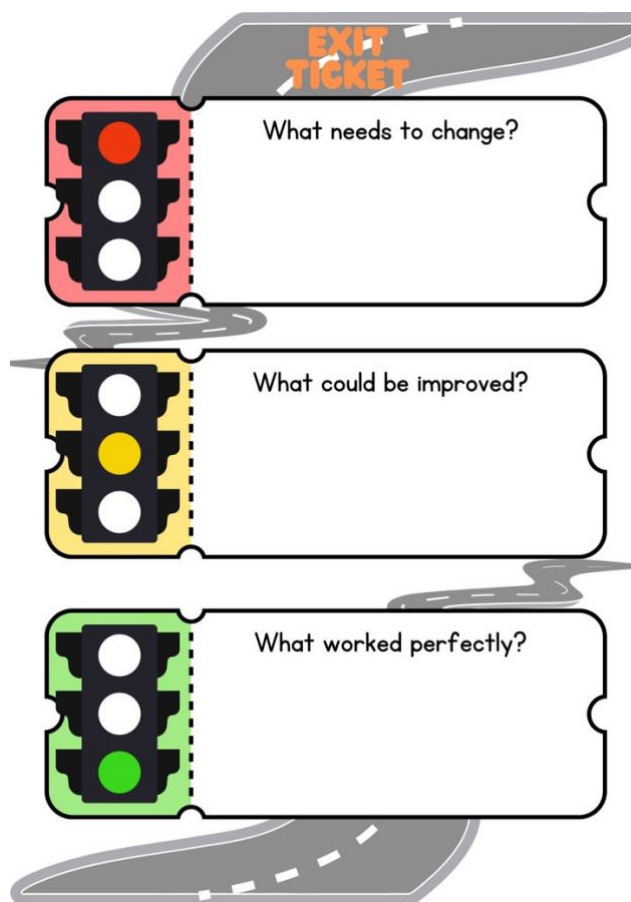 EXIT
TICKET
What needs to change?
What could be improved?
What worked perfectly?